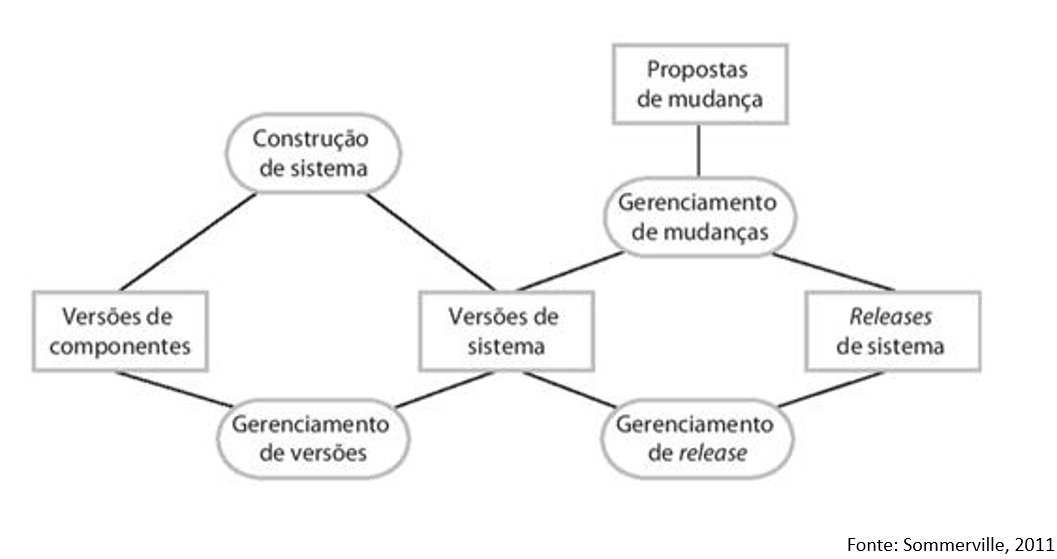 Propostas
de mudança
Construção
de sistema
Gerenciamento
de mudanças
Versões de
componentes
Versões de
sistema
Releases
de sistema
Gerenciamento
de versões
Gerenciamento
de release
Fonte: Sommerville, 2011